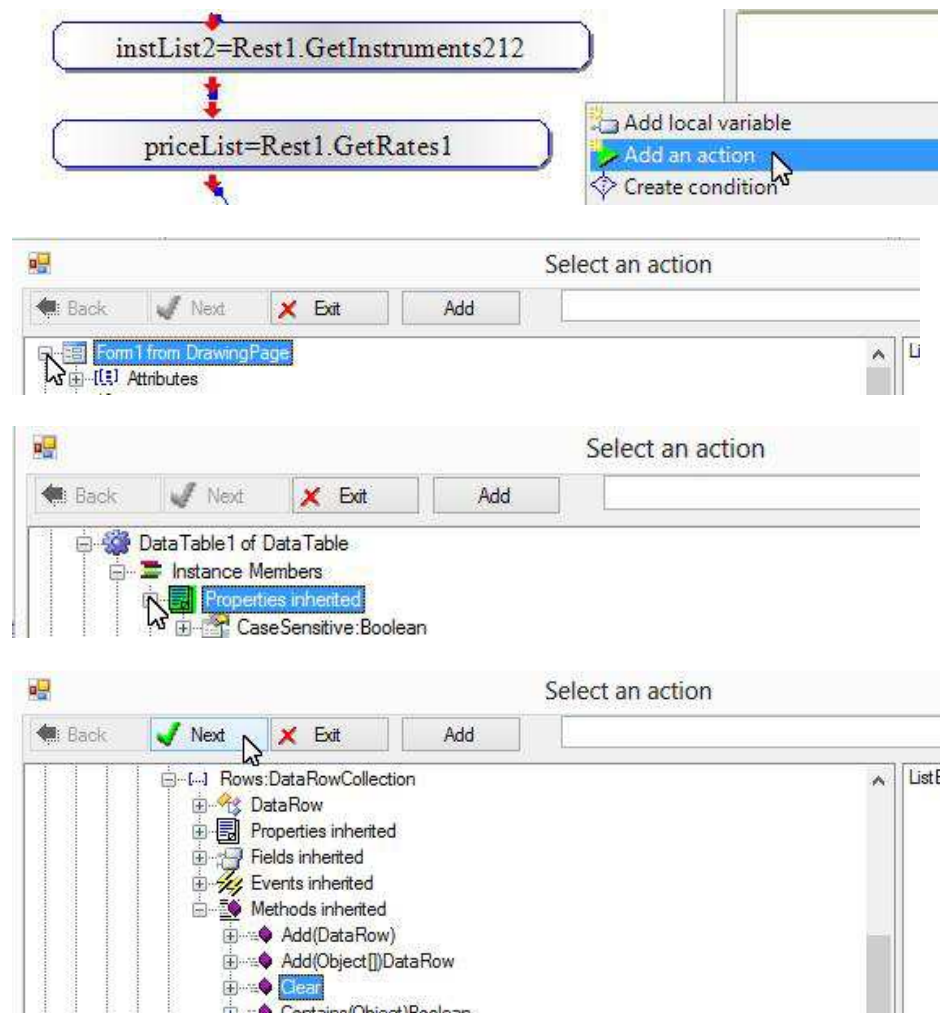 instList2=Rest1.GetInstruments212
priceList=Rest1.GetRates1
Add local variable
Add an action
Create condition
Select an action
Back Next Exit Add
Form1 from DrawingPage
Attributes
Select an action
Back Next Exit Add
DataTable1 of DataTable
Instance Members
Properties inherited
CaseSensitive:Boolean
Select an action
Back Next Exit Add
Rows:DataRowCollection
DataRow
Properties inherited
Fields inherited
Events inherited
Methods inherited
Add(DataRow)
Add(Object[])DataRow
Clear
Contains(Object)Boolean